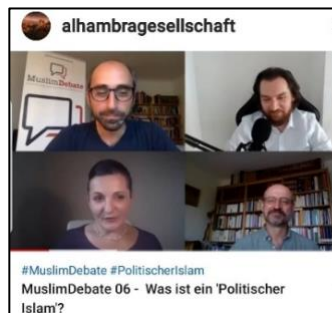 alhambragesellschaft
MuslimDebate
#MuslimDebate #PolitischerIslam
MuslimDebate 06 - Was ist ein 'Politischer
Islam'?